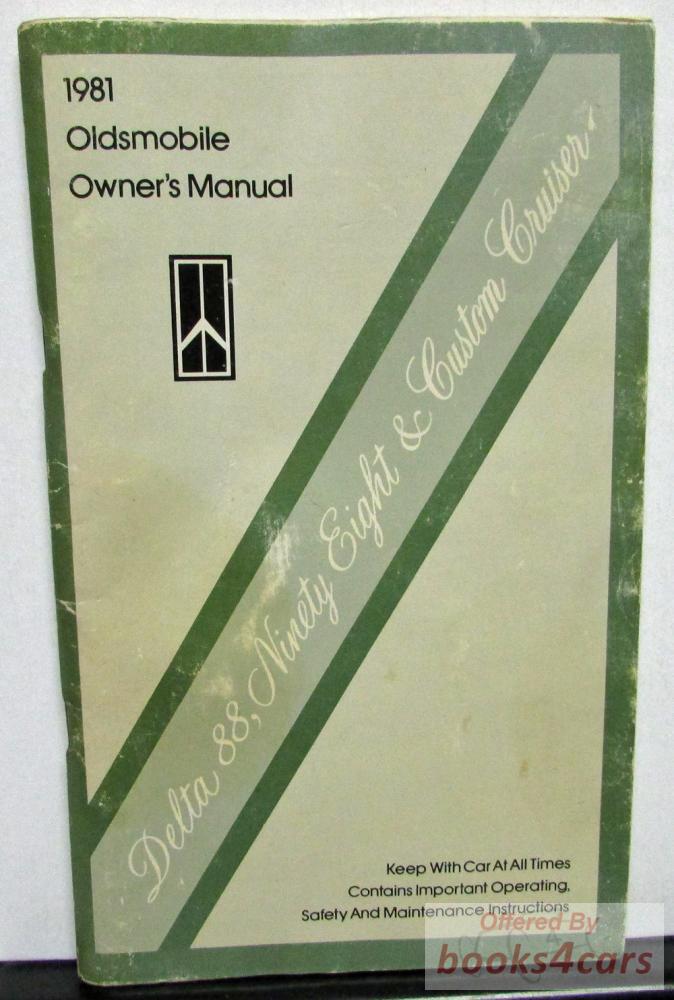 1981
Oldsmobile
Owner's Manual
Delta 88, Ninety Eight & Custom Cruiser
Keep With Car At All Times
Contains Important Operating,
Safety And Maintenance Instructions
Offered By
books4cars